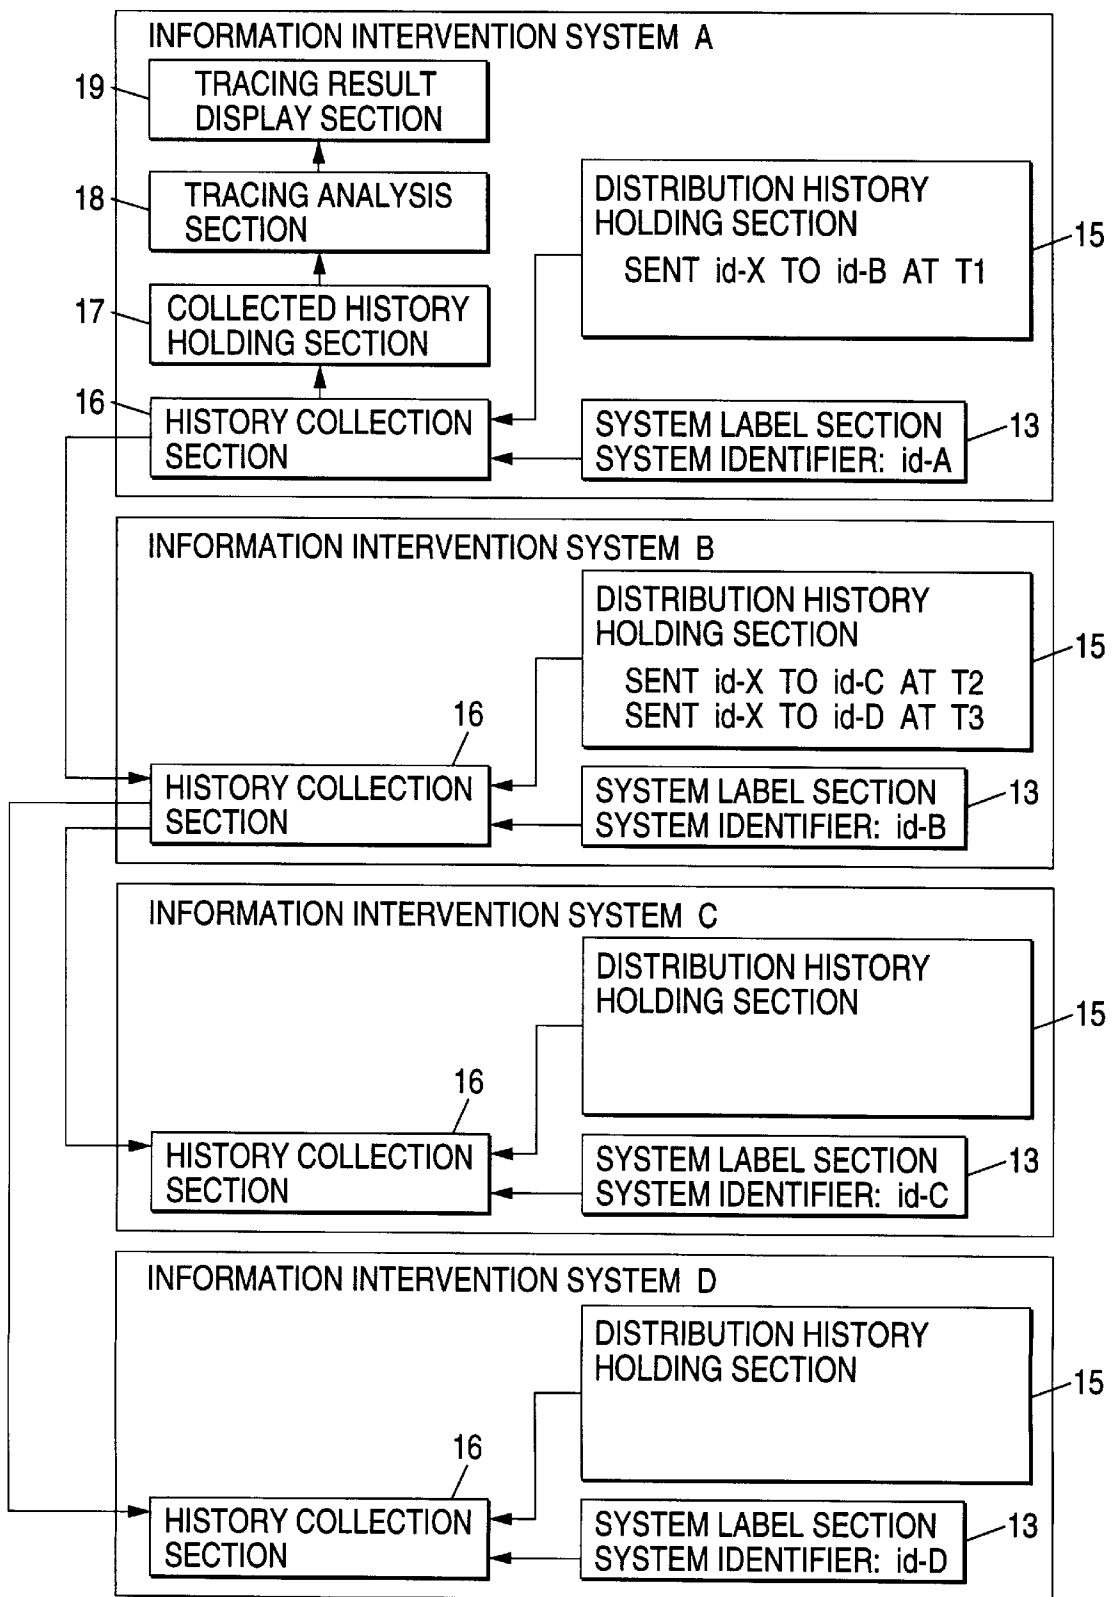 INFORMATION INTERVENTION SYSTEM A
19
TRACING RESULT
DISPLAY SECTION
18
TRACING ANALYSIS
SECTION
DISTRIBUTION HISTORY
HOLDING SECTION
SENT id-X TO id-B AT T1
15
17
COLLECTED HISTORY
HOLDING SECTION
16
HISTORY COLLECTION
SECTION
SYSTEM LABEL SECTION
SYSTEM IDENTIFIER: id-A
13
INFORMATION INTERVENTION SYSTEM B
DISTRIBUTION HISTORY
HOLDING SECTION
SENT id-X TO id-C AT T2
SENT id-X TO id-D AT T3
15
16
HISTORY COLLECTION
SECTION
SYSTEM LABEL SECTION
SYSTEM IDENTIFIER: id-B
13
INFORMATION INTERVENTION SYSTEM C
DISTRIBUTION HISTORY
HOLDING SECTION
15
16
HISTORY COLLECTION
SECTION
SYSTEM LABEL SECTION
SYSTEM IDENTIFIER: id-C
13
INFORMATION INTERVENTION SYSTEM D
DISTRIBUTION HISTORY
HOLDING SECTION
15
16
HISTORY COLLECTION
SECTION
SYSTEM LABEL SECTION
SYSTEM IDENTIFIER: id-D
13